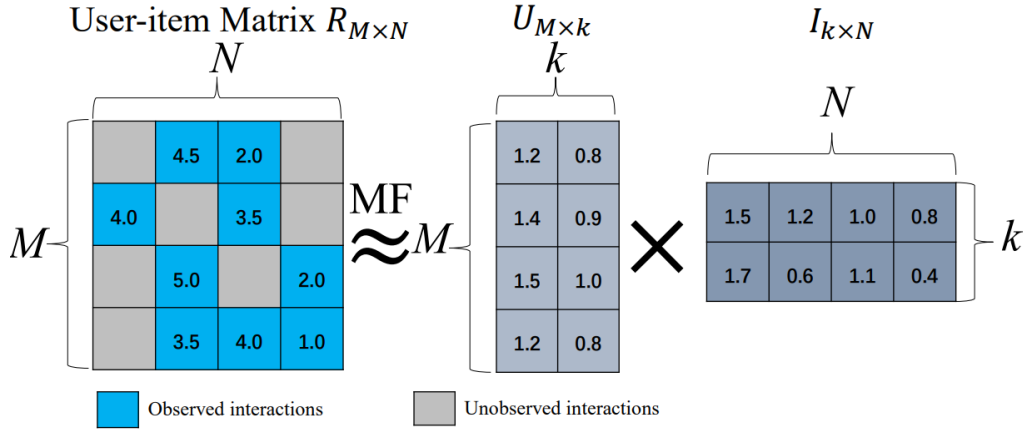 User-item Matrix R_{M×N} U_{M×k} I_{k×N}
N k
N
4.5 2.0 1.2 0.8
4.0 3.5 MF 1.4 0.9 1.5 1.2 1.0 0.8
M ≈ M × k
5.0 2.0 1.5 1.0 1.7 0.6 1.1 0.4
3.5 4.0 1.0 1.2 0.8
Observed interactions Unobserved interactions